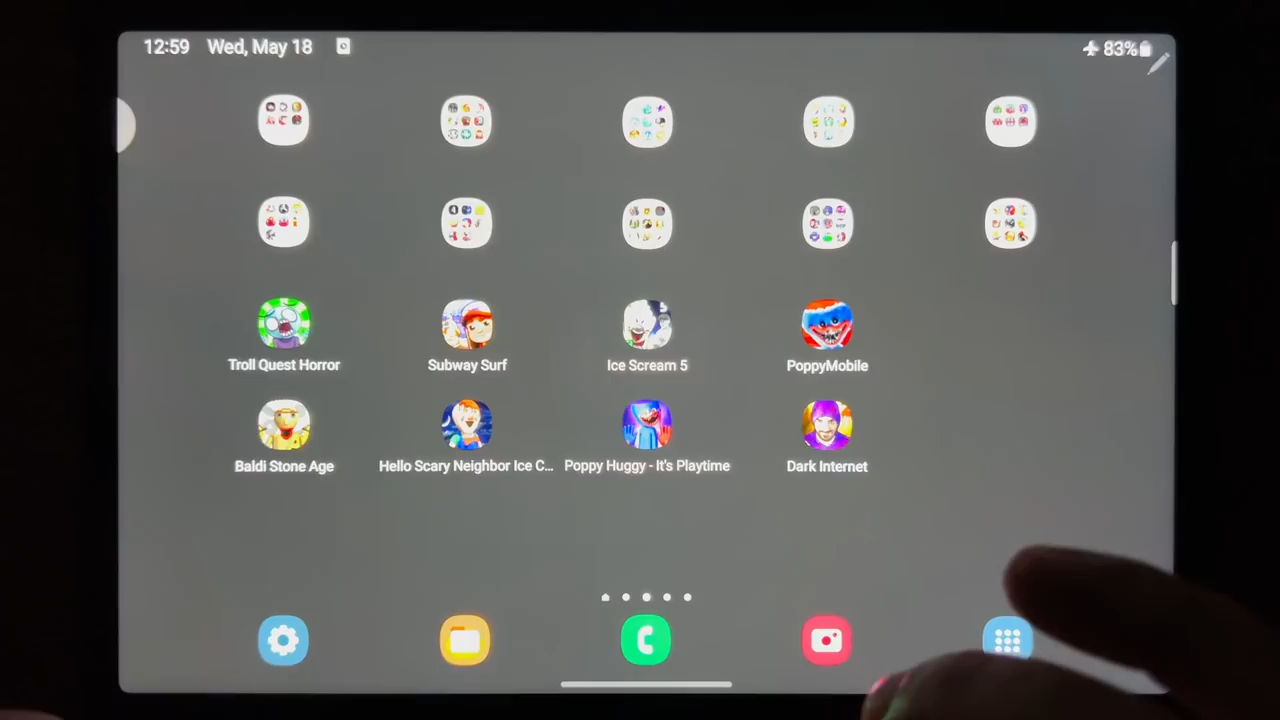 12:59 Wed, May 18 83%
Troll Quest Horror Subway Surf Ice Scream 5 PoppyMobile
Baldi Stone Age Hello Scary Neighbor Ice C... Poppy Huggy - It's Playtime Dark Internet